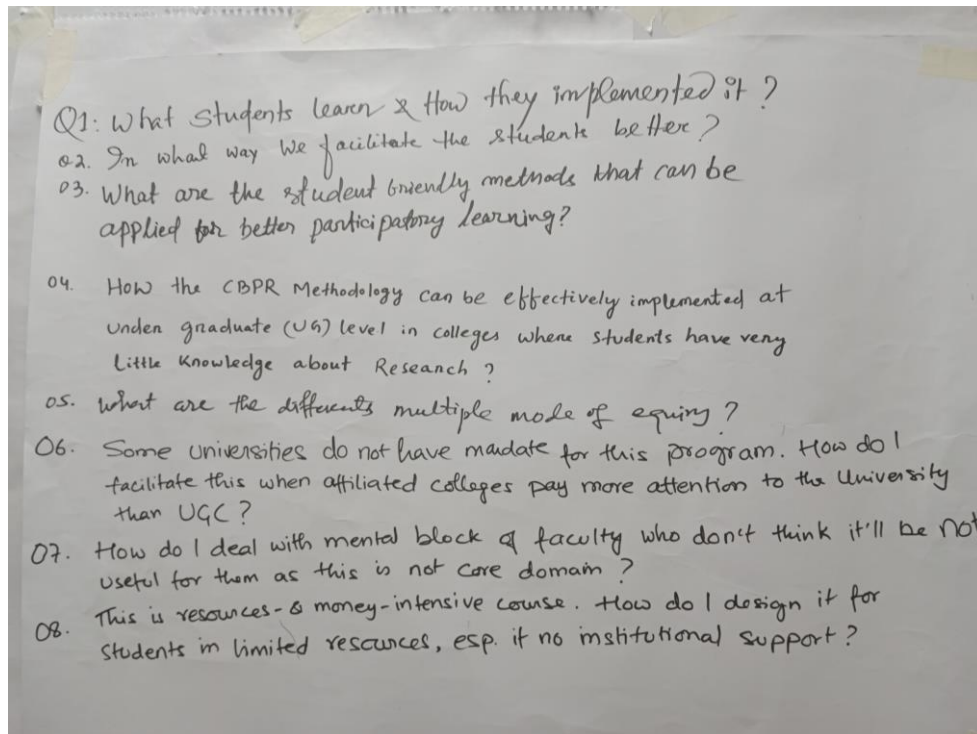 Q1: What students learn & How they implemented it ?
Q2. In what way we facilitate the students better ?
03. What are the student friendly methods that can be
applied for better participatory learning?
04. How the CBPR Methodology can be effectively implemented at
under graduate (UG) level in colleges where students have very
little knowledge about Research ?
05. What are the differents multiple mode of equiry ?
06. Some universities do not have mandate for this program. How do I
facilitate this when affiliated colleges pay more attention to the University
than UGC ?
07. How do I deal with mental block of faculty who don't think it'll be not
useful for them as this is not core domain ?
08. This is resources- & money-intensive course. How do I design it for
students in limited resources, esp. if no institutional support ?